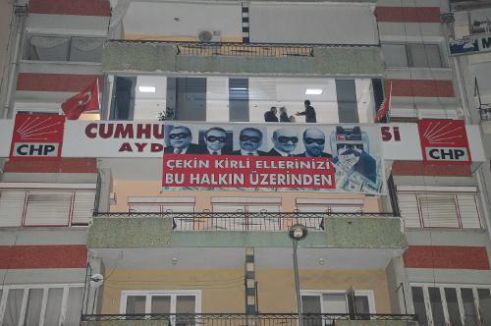 CUMHU
Sİ
AYD
CHP
CHP
ÇEKİN KİRLİ ELLERİNİZİ
BU HALKIN ÜZERİNDEN